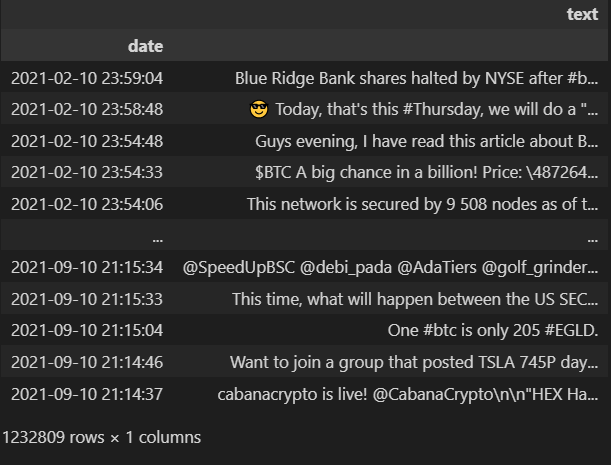 text
date
2021-02-10 23:59:04 Blue Ridge Bank shares halted by NYSE after #b...
2021-02-10 23:58:48 😎 Today, that's this #Thursday, we will do a "...
2021-02-10 23:54:48 Guys evening, I have read this article about B...
2021-02-10 23:54:33 $BTC A big chance in a billion! Price: \487264...
2021-02-10 23:54:06 This network is secured by 9 508 nodes as of t...
... ...
2021-09-10 21:15:34 @SpeedUpBSC @debi_pada @AdaTiers @golf_grinder...
2021-09-10 21:15:33 This time, what will happen between the US SEC...
2021-09-10 21:15:04 One #btc is only 205 #EGLD.
2021-09-10 21:14:46 Want to join a group that posted TSLA 745P day...
2021-09-10 21:14:37 cabanacrypto is live! @CabanaCrypto\n\n"HEX Ha...
1232809 rows × 1 columns